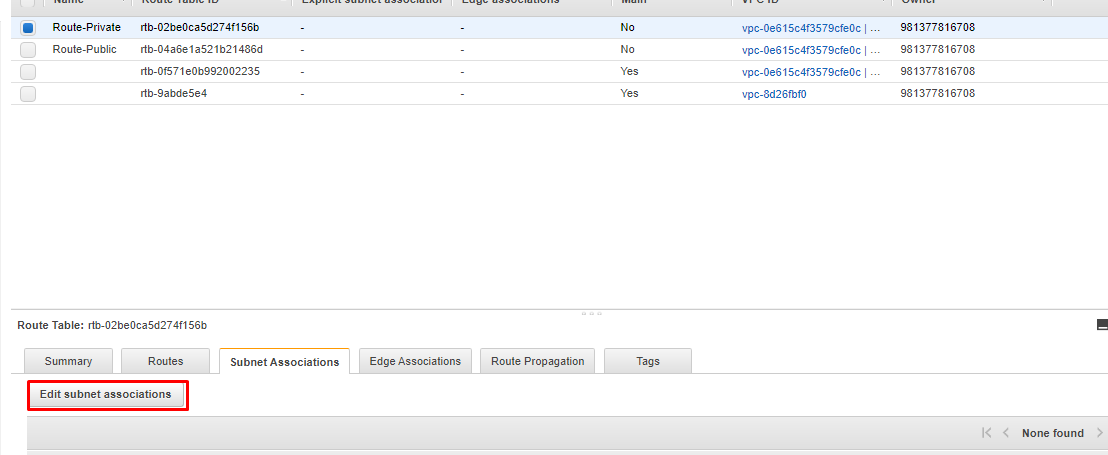 Name Route Table ID Explicit subnet association Edge associations Main VPC ID Owner
Route-Private rtb-02be0ca5d274f156b - - No vpc-0e615c4f3579cfe0c | ... 981377816708
Route-Public rtb-04a6e1a521b21486d - - No vpc-0e615c4f3579cfe0c | ... 981377816708
rtb-0f571e0b992002235 - - Yes vpc-0e615c4f3579cfe0c | ... 981377816708
rtb-9abde5e4 - - Yes vpc-8d26fbf0 981377816708
Route Table: rtb-02be0ca5d274f156b
Summary Routes Subnet Associations Edge Associations Route Propagation Tags
Edit subnet associations
None found